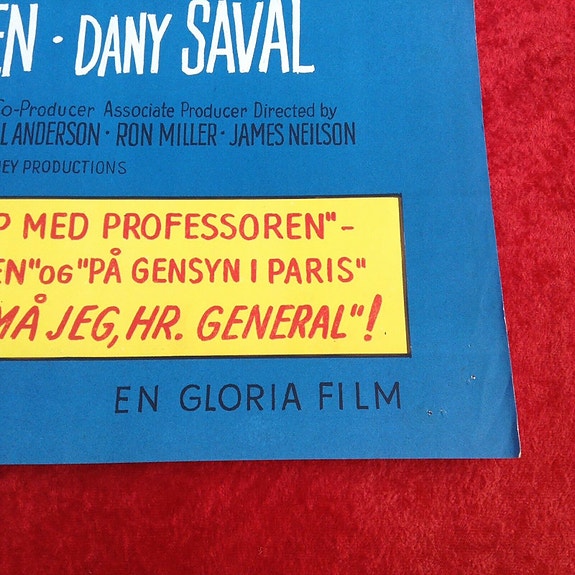 EN · DANY SAVAL
Co-Producer Associate Producer Directed by
L ANDERSON · RON MILLER · JAMES NEILSON
EY PRODUCTIONS
P MED PROFESSOREN"-
EN" OG "PÅ GENSYN I PARIS"
MÅ JEG, HR. GENERAL"!
EN GLORIA FILM